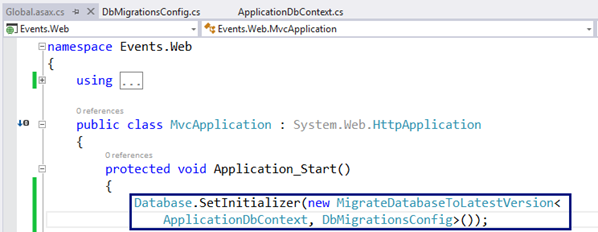 Global.asax.cs DbMigrationsConfig.cs ApplicationDbContext.cs
Events.Web Events.Web.MvcApplication
namespace Events.Web
{
using ...
0 references
public class MvcApplication : System.Web.HttpApplication
{
0 references
protected void Application_Start()
{
Database.SetInitializer(new MigrateDatabaseToLatestVersion<
ApplicationDbContext, DbMigrationsConfig>());